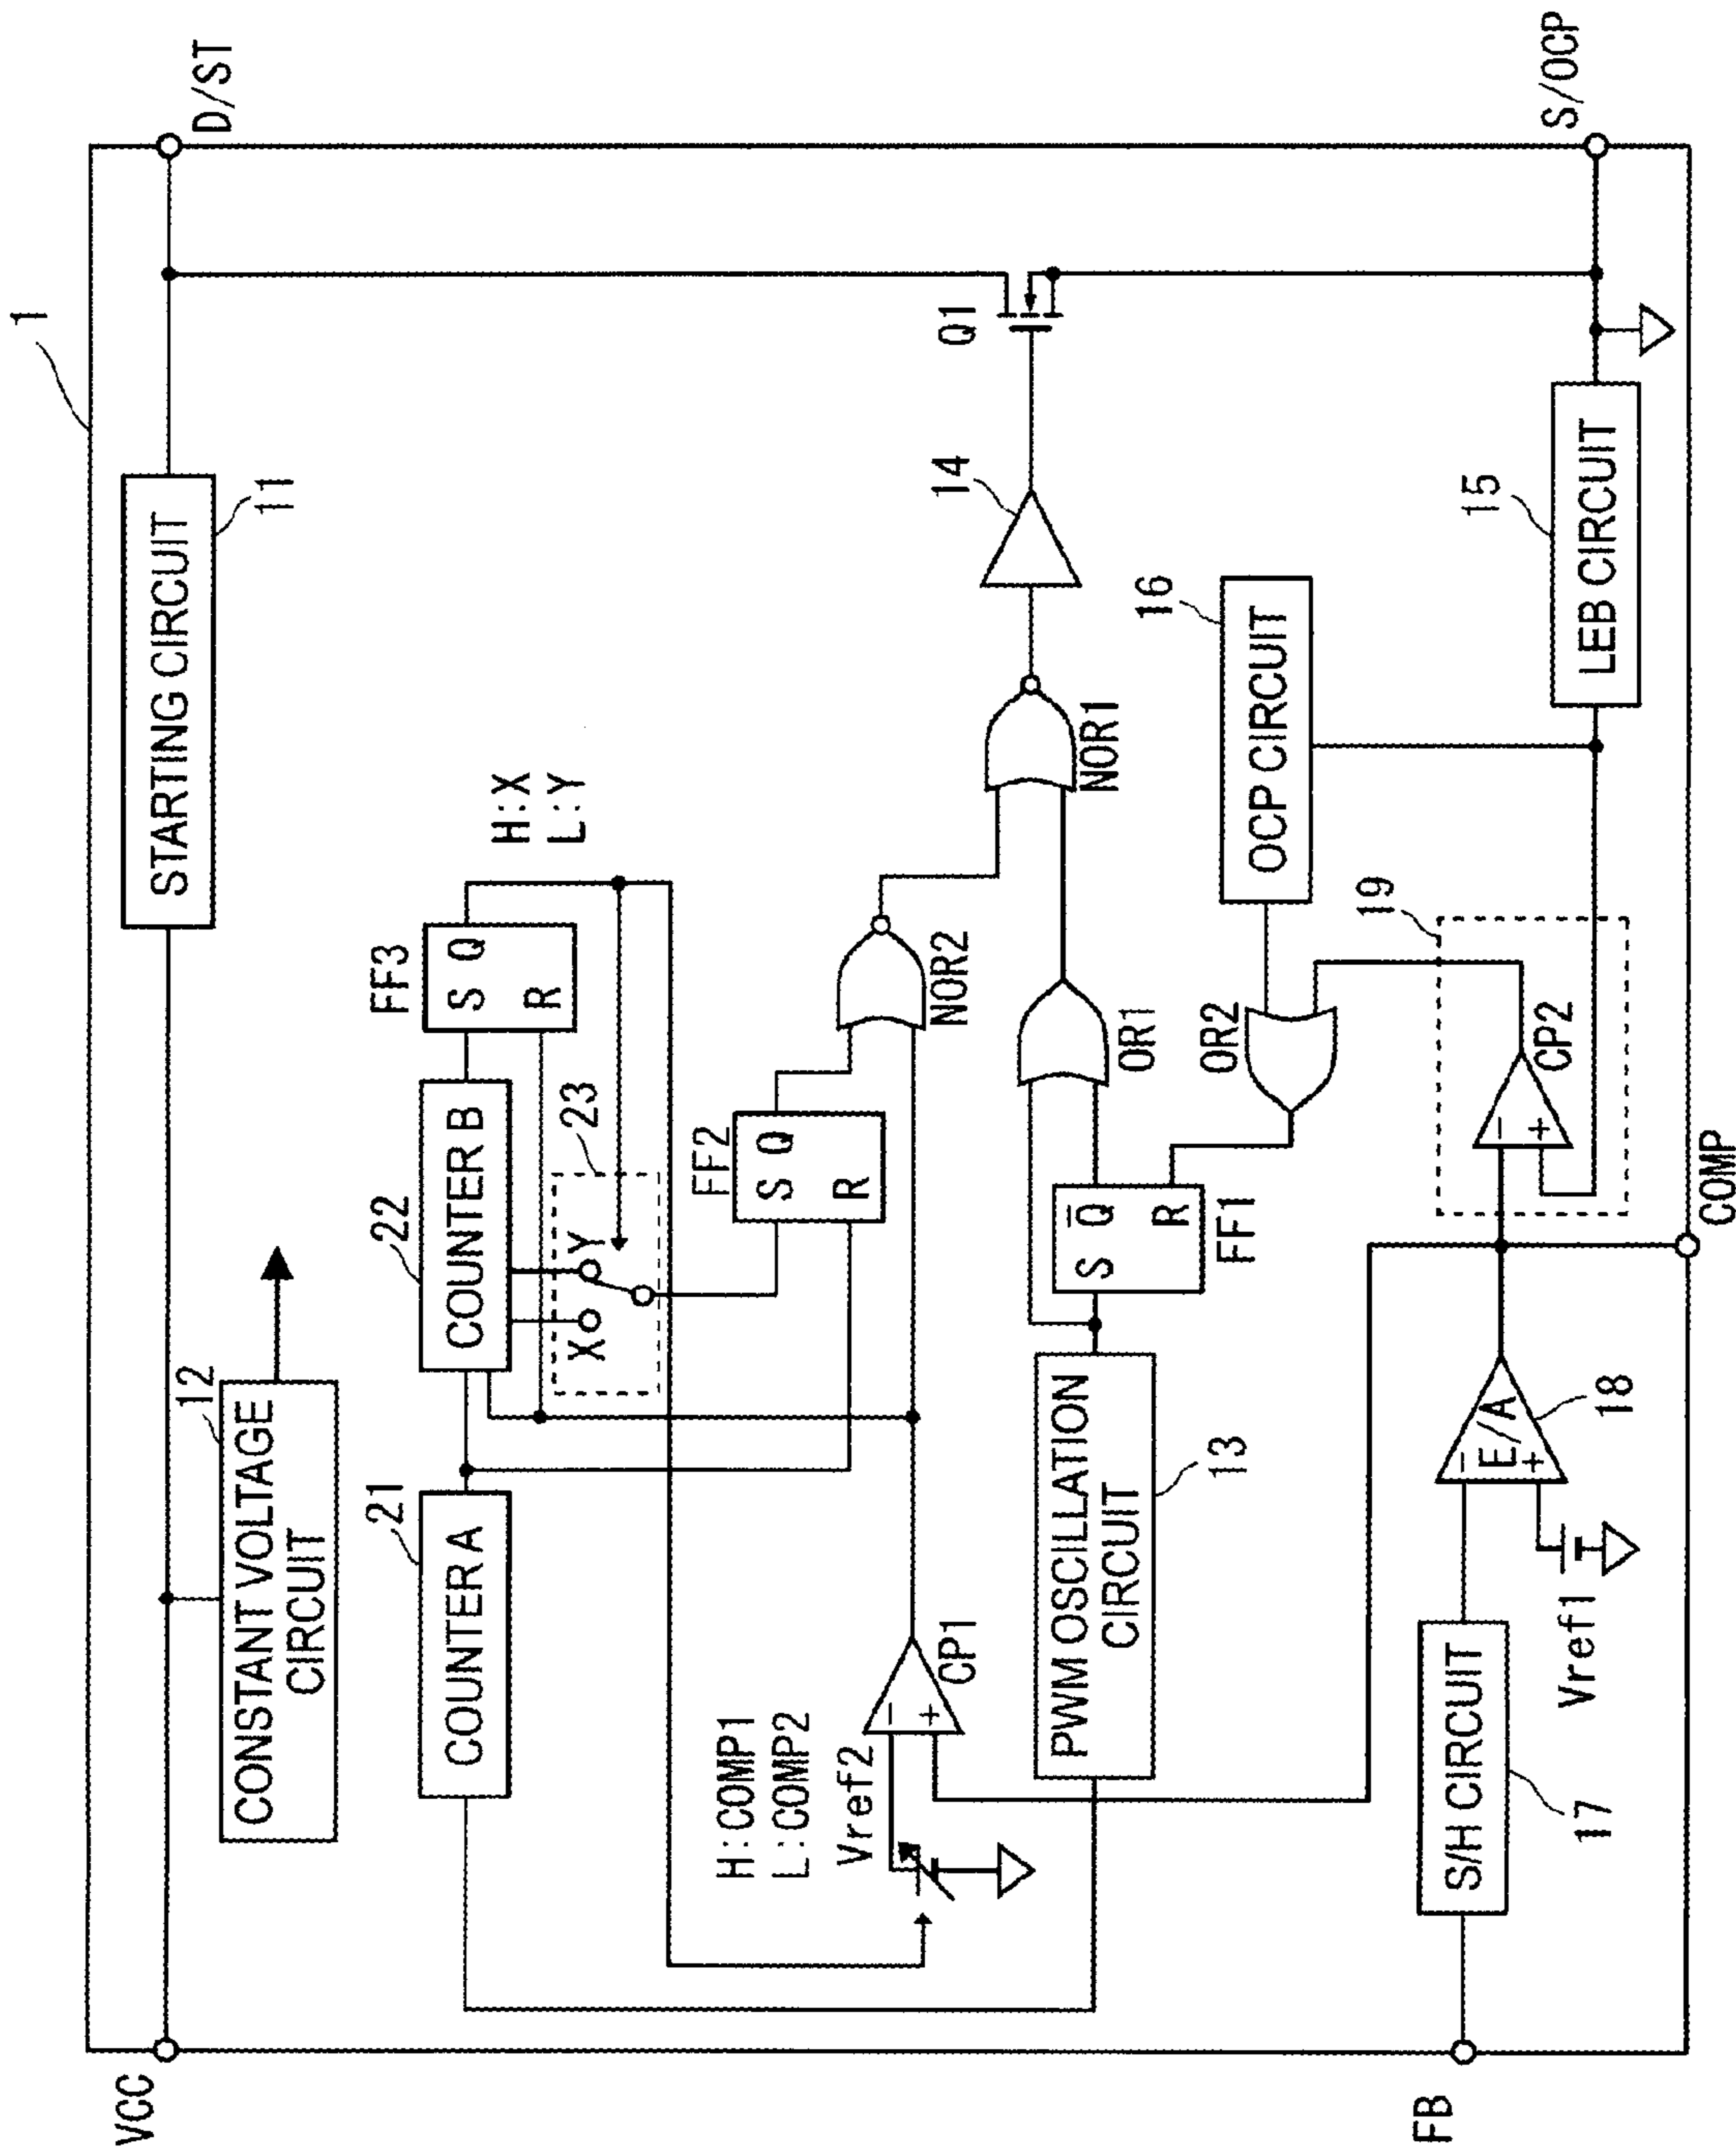 1
VCC
D/ST
STARTING CIRCUIT
11
12
CONSTANT VOLTAGE
CIRCUIT
21
COUNTER A
22
COUNTER B
FF3
S Q
R
H:X
L:Y
X
Y
23
FF2
S Q
R
NOR2
H:COMP1
L:COMP2
Vref2
-
+
CP1
NOR1
14
Q1
PWM OSCILLATION
CIRCUIT
13
S Q̅
R
FF1
OR1
OR2
16
OCP CIRCUIT
19
-
+
CP2
15
LEB CIRCUIT
S/OCP
FB
S/H CIRCUIT
17
Vref1
-
E/A
+
18
COMP